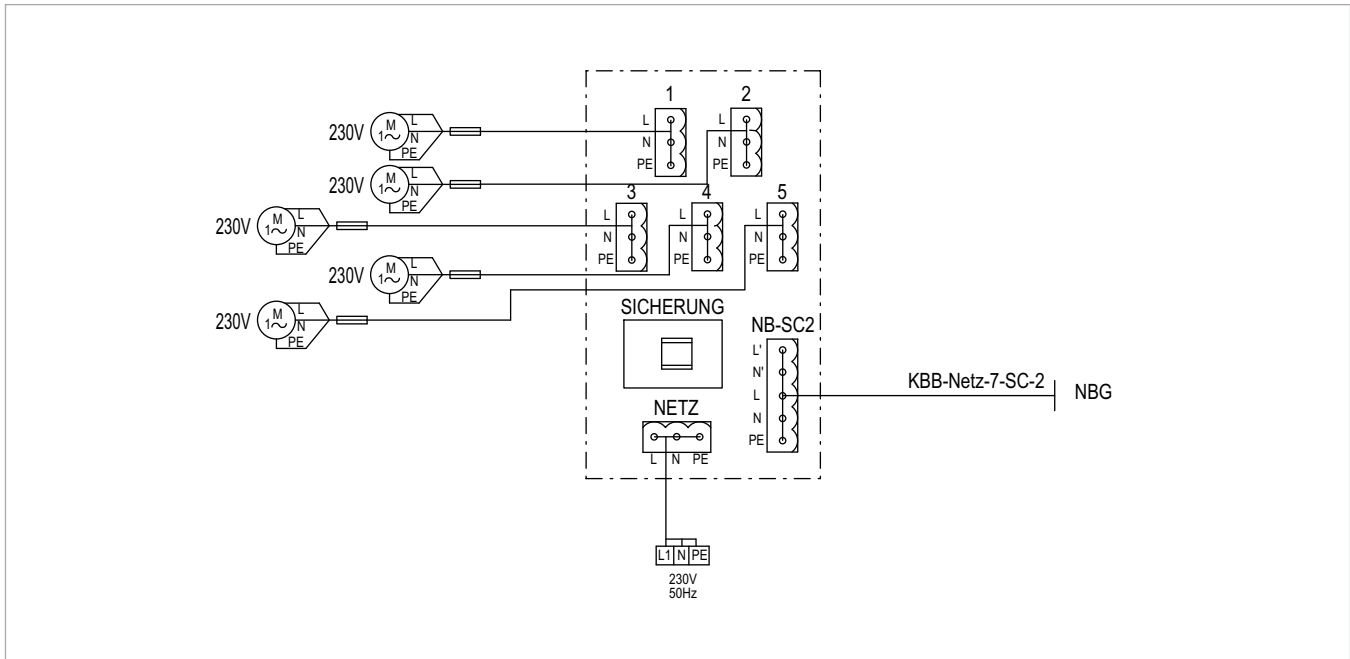 1 2
L
N
PE
L
N
PE
230V M 1~ L N PE
230V M 1~ L N PE
3 4 5
L
N
PE
L
N
PE
L
N
PE
230V M 1~ L N PE
230V M 1~ L N PE
230V M 1~ L N PE
SICHERUNG
NB-SC2
L'
N'
L
N
PE
KBB-Netz-7-SC-2 NBG
NETZ
L N PE
L1 N PE
230V
50Hz